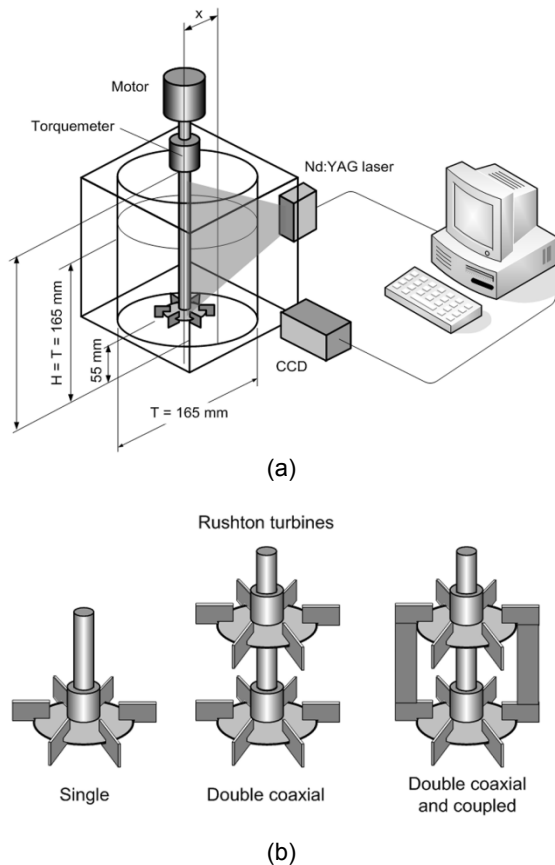 x
Motor
Torquemeter
Nd:YAG laser
H = T = 165 mm
55 mm
CCD
T = 165 mm
(a)
Rushton turbines
Single
Double coaxial
Double coaxial
and coupled
(b)